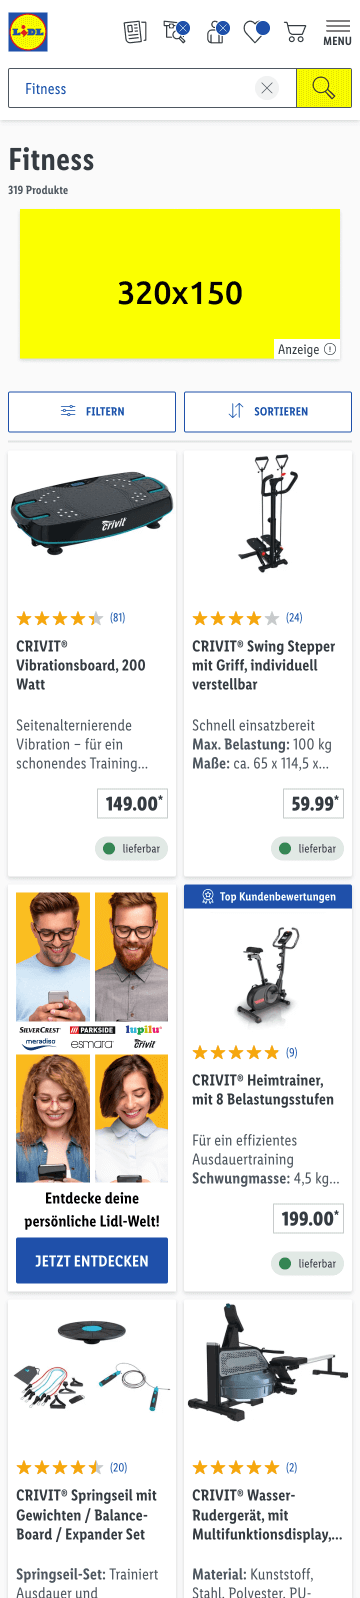 LIDL
MENU
Fitness
Fitness
319 Produkte
320x150
Anzeige
FILTERN
SORTIEREN
crivit
(81)
CRIVIT®
Vibrationsboard, 200
Watt
Seitenalternierende
Vibration – für ein
schonendes Training...
149.00*
lieferbar
(24)
CRIVIT® Swing Stepper
mit Griff, individuell
verstellbar
Schnell einsatzbereit
Max. Belastung: 100 kg
Maße: ca. 65 x 114,5 x...
59.99*
lieferbar
SILVERCREST PARKSIDE lupilu
meradiso esmara crivit
Entdecke deine
persönliche Lidl-Welt!
JETZT ENTDECKEN
Top Kundenbewertungen
(9)
CRIVIT® Heimtrainer,
mit 8 Belastungsstufen
Für ein effizientes
Ausdauertraining
Schwungmasse: 4,5 kg...
199.00*
lieferbar
(20)
CRIVIT® Springseil mit
Gewichten / Balance-
Board / Expander Set
Springseil-Set: Trainiert
Ausdauer und
(2)
CRIVIT® Wasser-
Rudergerät, mit
Multifunktionsdisplay,...
Material: Kunststoff,
Stahl, Polyester, PU-